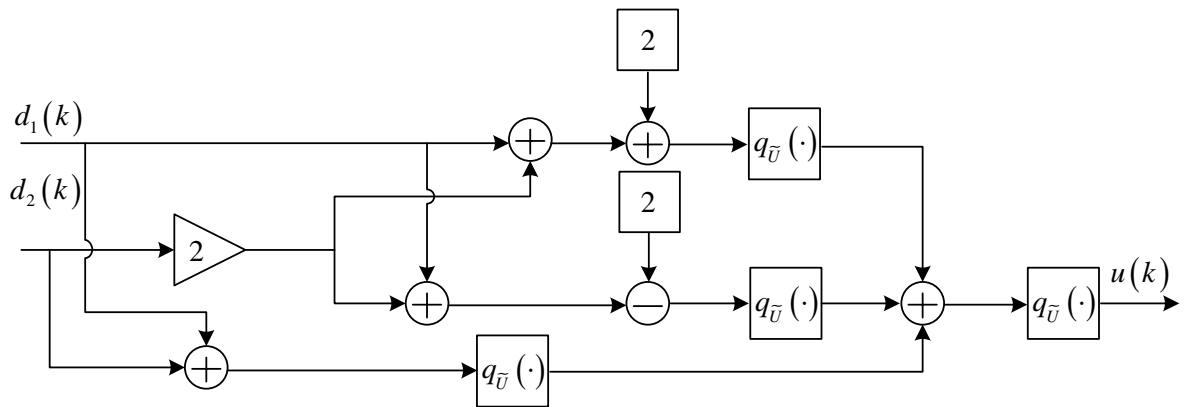 2
d₁(k)
+
+
q_Ũ(·)
d₂(k)
2
2
+
−
q_Ũ(·)
+
q_Ũ(·)
u(k)
+
q_Ũ(·)